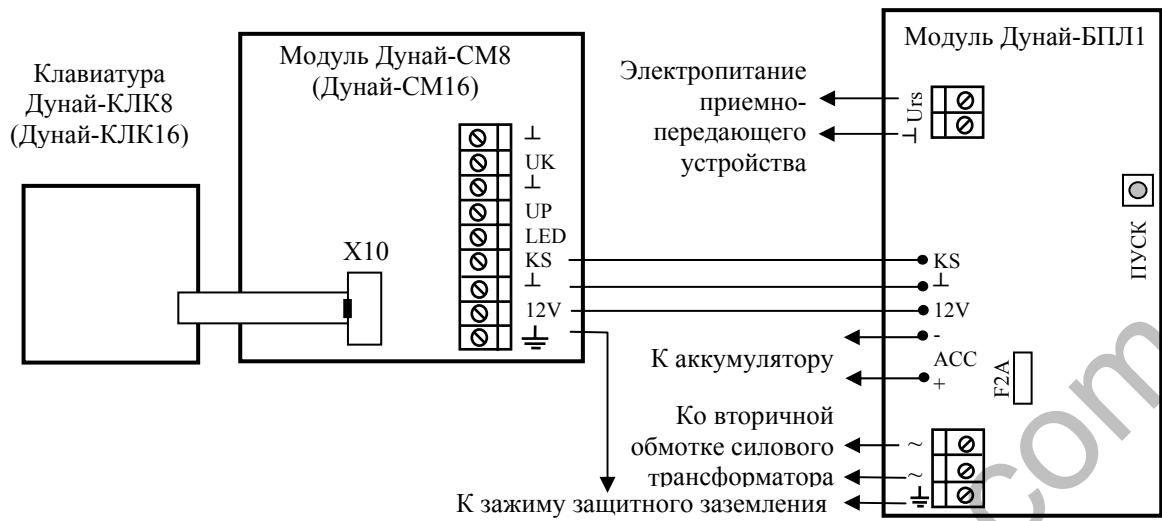 Клавиатура
Дунай-КЛК8
(Дунай-КЛК16)
Модуль Дунай-СМ8
(Дунай-СМ16)
X10
⊥
UK
⊥
UP
LED
KS
⊥
12V
⏚
Модуль Дунай-БПЛ1
Электропитание
приемно-
передающего
устройства
Urs
⊥
ПУСК
KS
⊥
12V
-
ACC
+
F2A
К аккумулятору
Ко вторичной
обмотке силового
трансформатора
~
~
⏚
К зажиму защитного заземления
com